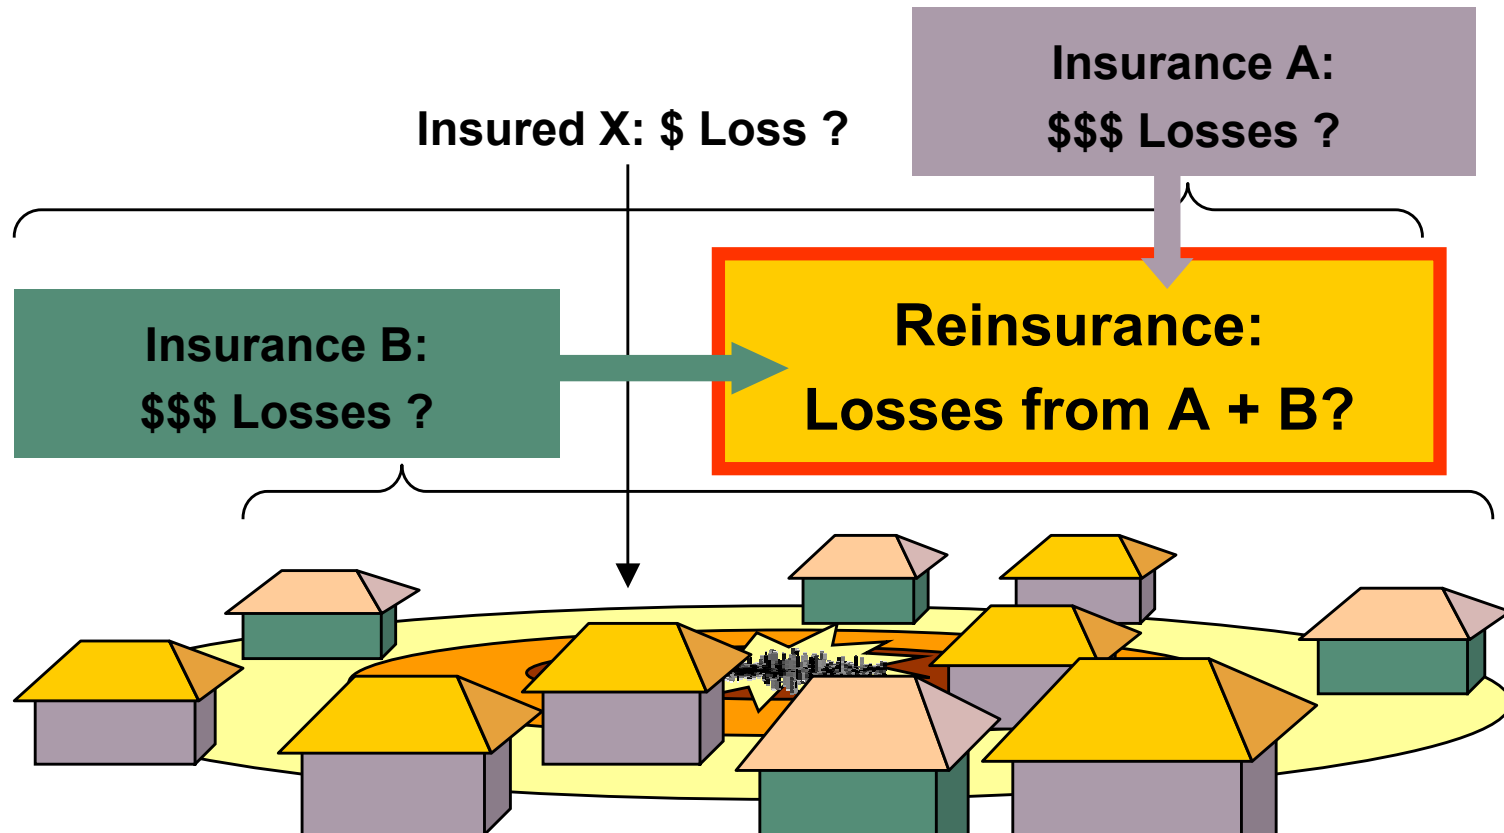 Insurance A:
$$$ Losses ?
Insured X: $ Loss ?
Insurance B:
$$$ Losses ?
Reinsurance:
Losses from A + B?